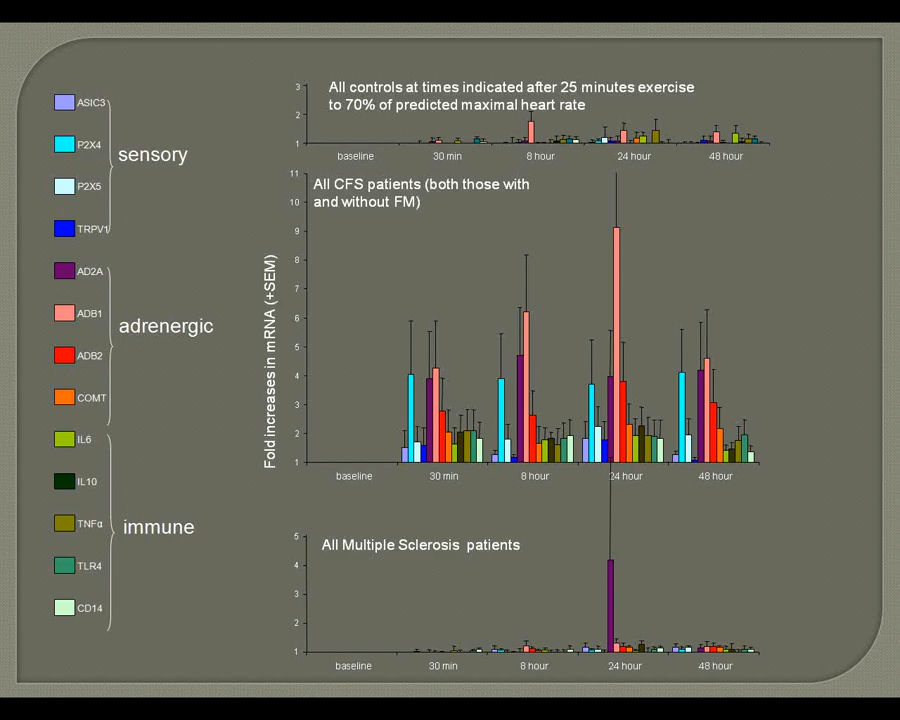 ASIC3
P2X4
P2X5
TRPV1
sensory
AD2A
ADB1
ADB2
COMT
adrenergic
IL6
IL10
TNFα
TLR4
CD14
immune
All controls at times indicated after 25 minutes exercise
to 70% of predicted maximal heart rate
3
2
1
baseline
30 min
8 hour
24 hour
48 hour
All CFS patients (both those with
and without FM)
Fold increases in mRNA (+SEM)
11
10
9
8
7
6
5
4
3
2
1
baseline
30 min
8 hour
24 hour
48 hour
All Multiple Sclerosis patients
5
4
3
2
1
baseline
30 min
8 hour
24 hour
48 hour